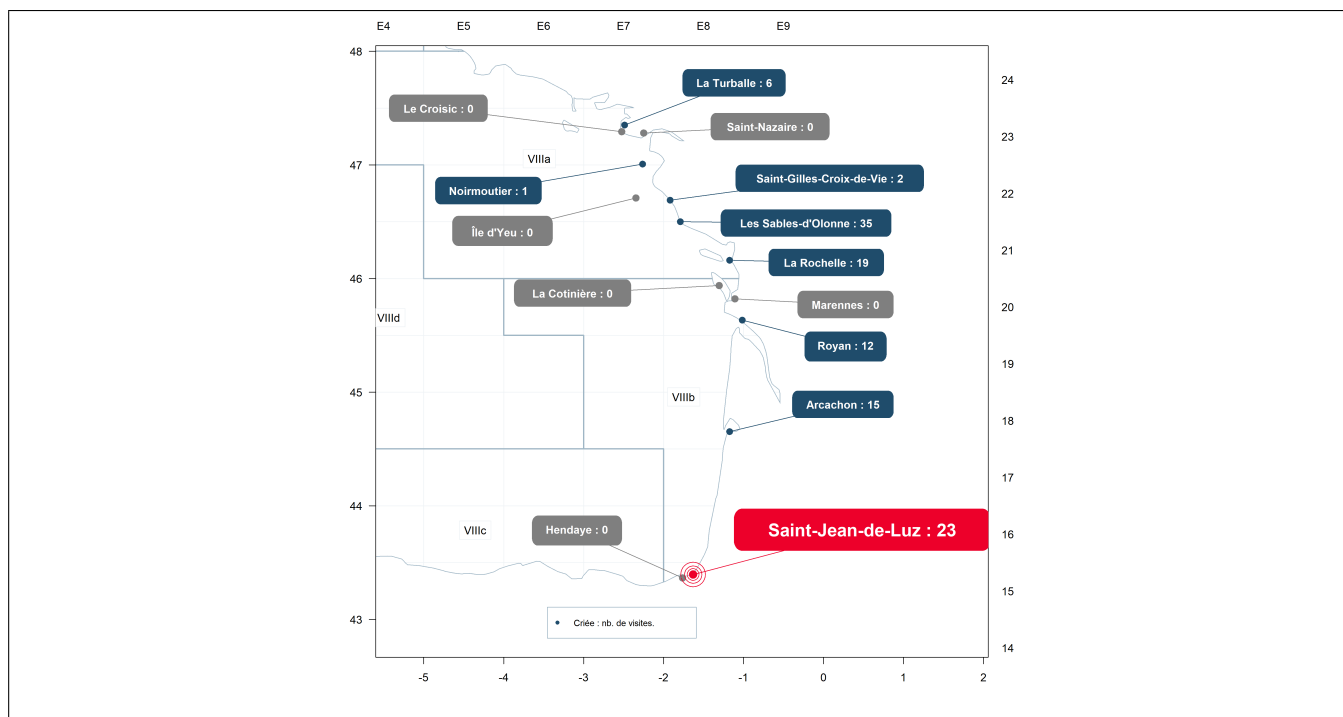 E4 E5 E6 E7 E8 E9
48
24
La Turballe : 6
Le Croisic : 0
Saint-Nazaire : 0
23
VIIIa
47
Saint-Gilles-Croix-de-Vie : 2
Noirmoutier : 1
22
Les Sables-d'Olonne : 35
Île d'Yeu : 0
21
La Rochelle : 19
46
La Cotinière : 0
Marennes : 0
20
VIIId
Royan : 12
19
45
VIIIb
Arcachon : 15
18
17
44
VIIIc
Hendaye : 0
Saint-Jean-de-Luz : 23
16
15
43
Criée : nb. de visites.
14
-5 -4 -3 -2 -1 0 1 2